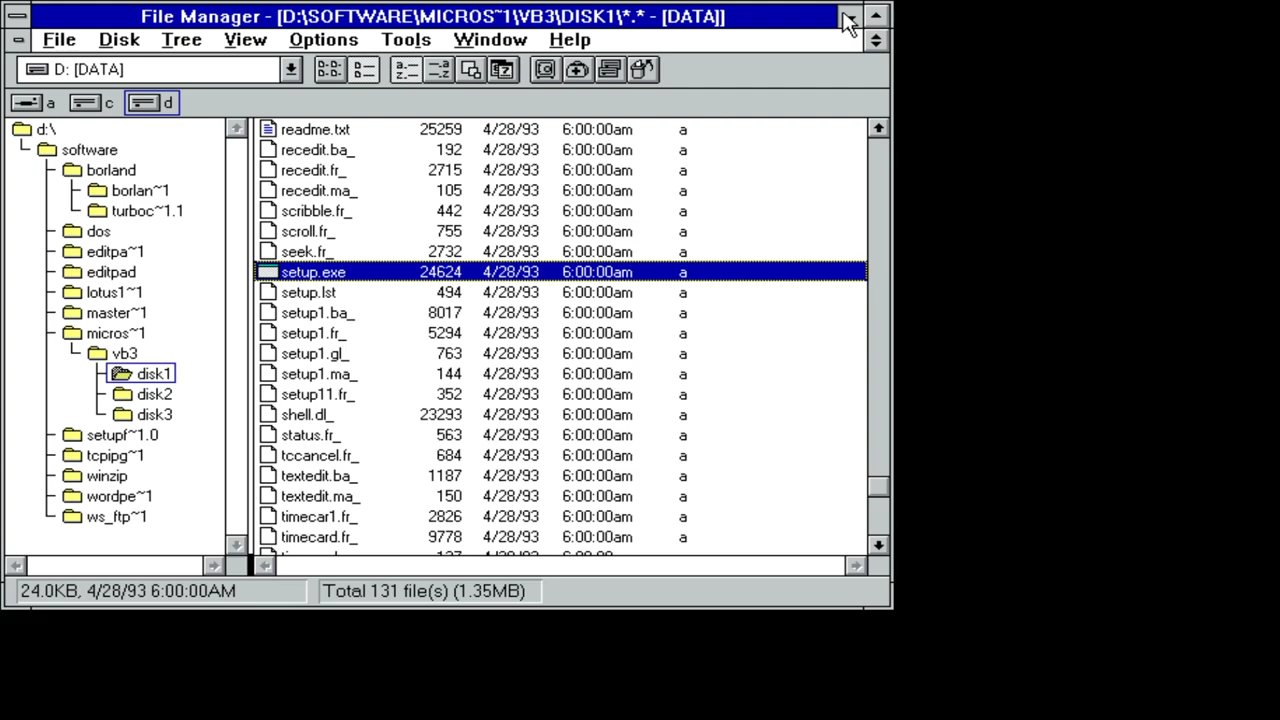 File Manager - [D:\SOFTWARE\MICROS~1\VB3\DISK1\*.* - [DATA]]
File Disk Tree View Options Tools Window Help
D: [DATA]
a c d
d:\
software
borland
borlan~1
turboc~1.1
dos
editpa~1
editpad
lotus1~1
master~1
micros~1
vb3
disk1
disk2
disk3
setupf~1.0
tcpipg~1
winzip
wordpe~1
ws_ftp~1
readme.txt 25259 4/28/93 6:00:00am a
recedit.ba_ 192 4/28/93 6:00:00am a
recedit.fr_ 2715 4/28/93 6:00:00am a
recedit.ma_ 105 4/28/93 6:00:00am a
scribble.fr_ 442 4/28/93 6:00:00am a
scroll.fr_ 755 4/28/93 6:00:00am a
seek.fr_ 2732 4/28/93 6:00:00am a
setup.exe 24624 4/28/93 6:00:00am a
setup.lst 494 4/28/93 6:00:00am a
setup1.ba_ 8017 4/28/93 6:00:00am a
setup1.fr_ 5294 4/28/93 6:00:00am a
setup1.gl_ 763 4/28/93 6:00:00am a
setup1.ma_ 144 4/28/93 6:00:00am a
setup11.fr_ 352 4/28/93 6:00:00am a
shell.dl_ 23293 4/28/93 6:00:00am a
status.fr_ 563 4/28/93 6:00:00am a
tccancel.fr_ 684 4/28/93 6:00:00am a
textedit.ba_ 1187 4/28/93 6:00:00am a
textedit.ma_ 150 4/28/93 6:00:00am a
timecar1.fr_ 2826 4/28/93 6:00:00am a
timecard.fr_ 9778 4/28/93 6:00:00am a
24.0KB, 4/28/93 6:00:00AM
Total 131 file(s) (1.35MB)